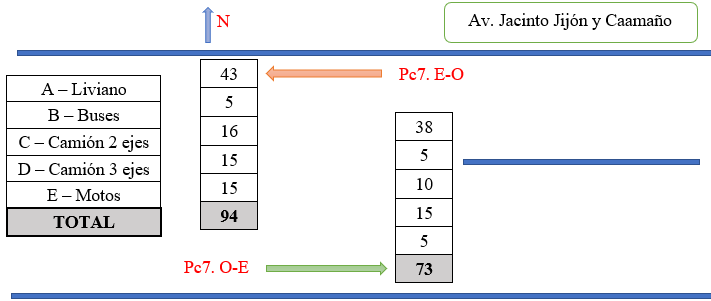 N
Av. Jacinto Jijón y Caamaño
43
Pc7. E-O
5
16
15
15
94
A – Liviano
B – Buses
C – Camión 2 ejes
D – Camión 3 ejes
E – Motos
TOTAL
38
5
10
15
5
73
Pc7. O-E